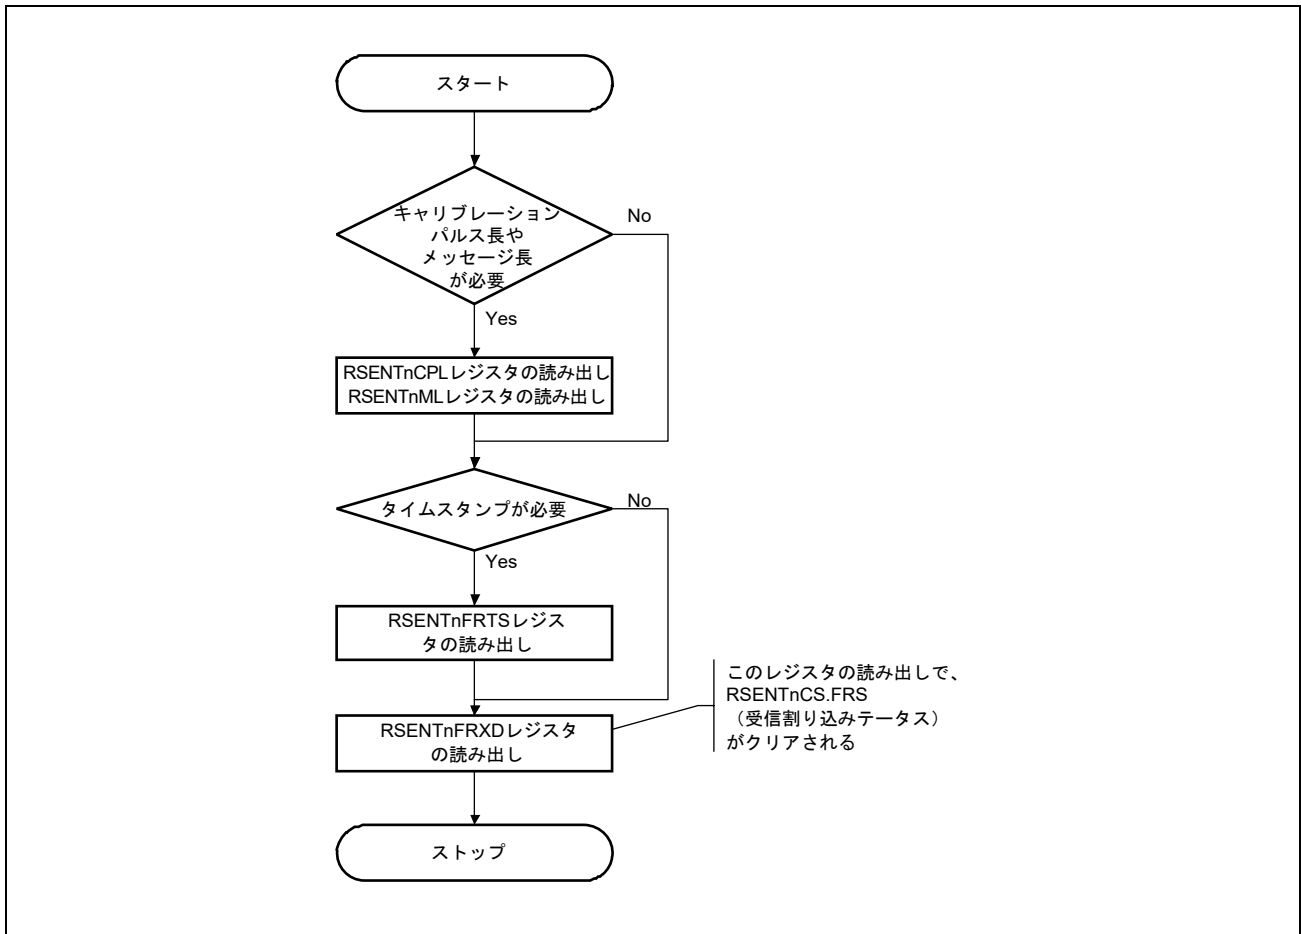 スタート
キャリブレーション
パルス長や
メッセージ長
が必要
No
Yes
RSENTnCPLレジスタの読み出し
RSENTnMLレジスタの読み出し
タイムスタンプが必要
No
Yes
RSENTnFRTSレジス
タの読み出し
RSENTnFRXDレジスタ
の読み出し
このレジスタの読み出しで、
RSENTnCS.FRS
（受信割り込みテータス）
がクリアされる
ストップ